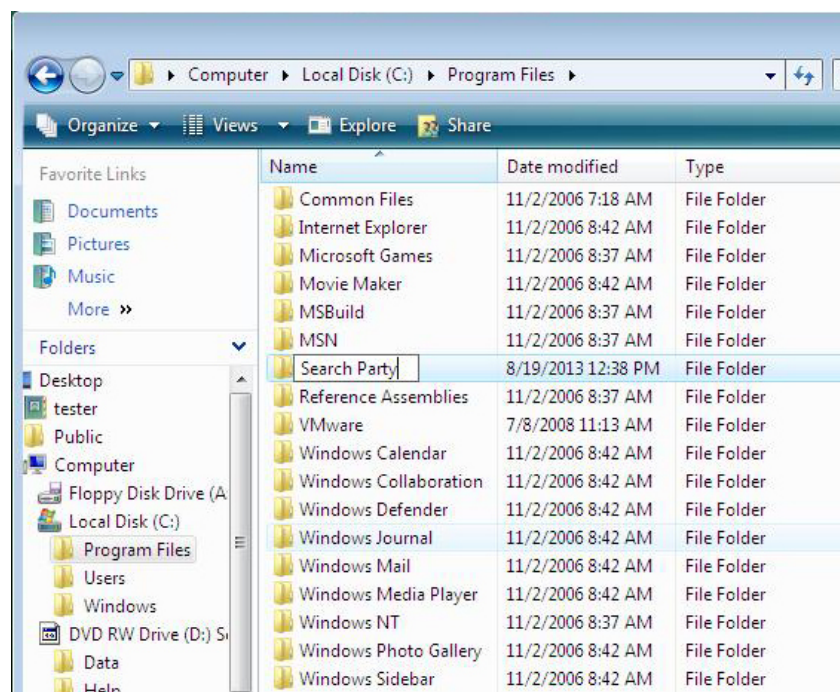 Computer Local Disk (C:) Program Files
Organize Views Explore Share
Favorite Links
Documents
Pictures
Music
More »
Folders
Desktop
tester
Public
Computer
Floppy Disk Drive (A
Local Disk (C:)
Program Files
Users
Windows
DVD RW Drive (D:) S
Data
Help
Name Date modified Type
Common Files 11/2/2006 7:18 AM File Folder
Internet Explorer 11/2/2006 8:42 AM File Folder
Microsoft Games 11/2/2006 8:37 AM File Folder
Movie Maker 11/2/2006 8:42 AM File Folder
MSBuild 11/2/2006 8:37 AM File Folder
MSN 11/2/2006 8:37 AM File Folder
Search Party 8/19/2013 12:38 PM File Folder
Reference Assemblies 11/2/2006 8:37 AM File Folder
VMware 7/8/2008 11:13 AM File Folder
Windows Calendar 11/2/2006 8:42 AM File Folder
Windows Collaboration 11/2/2006 8:42 AM File Folder
Windows Defender 11/2/2006 8:42 AM File Folder
Windows Journal 11/2/2006 8:42 AM File Folder
Windows Mail 11/2/2006 8:42 AM File Folder
Windows Media Player 11/2/2006 8:42 AM File Folder
Windows NT 11/2/2006 8:37 AM File Folder
Windows Photo Gallery 11/2/2006 8:42 AM File Folder
Windows Sidebar 11/2/2006 8:42 AM File Folder